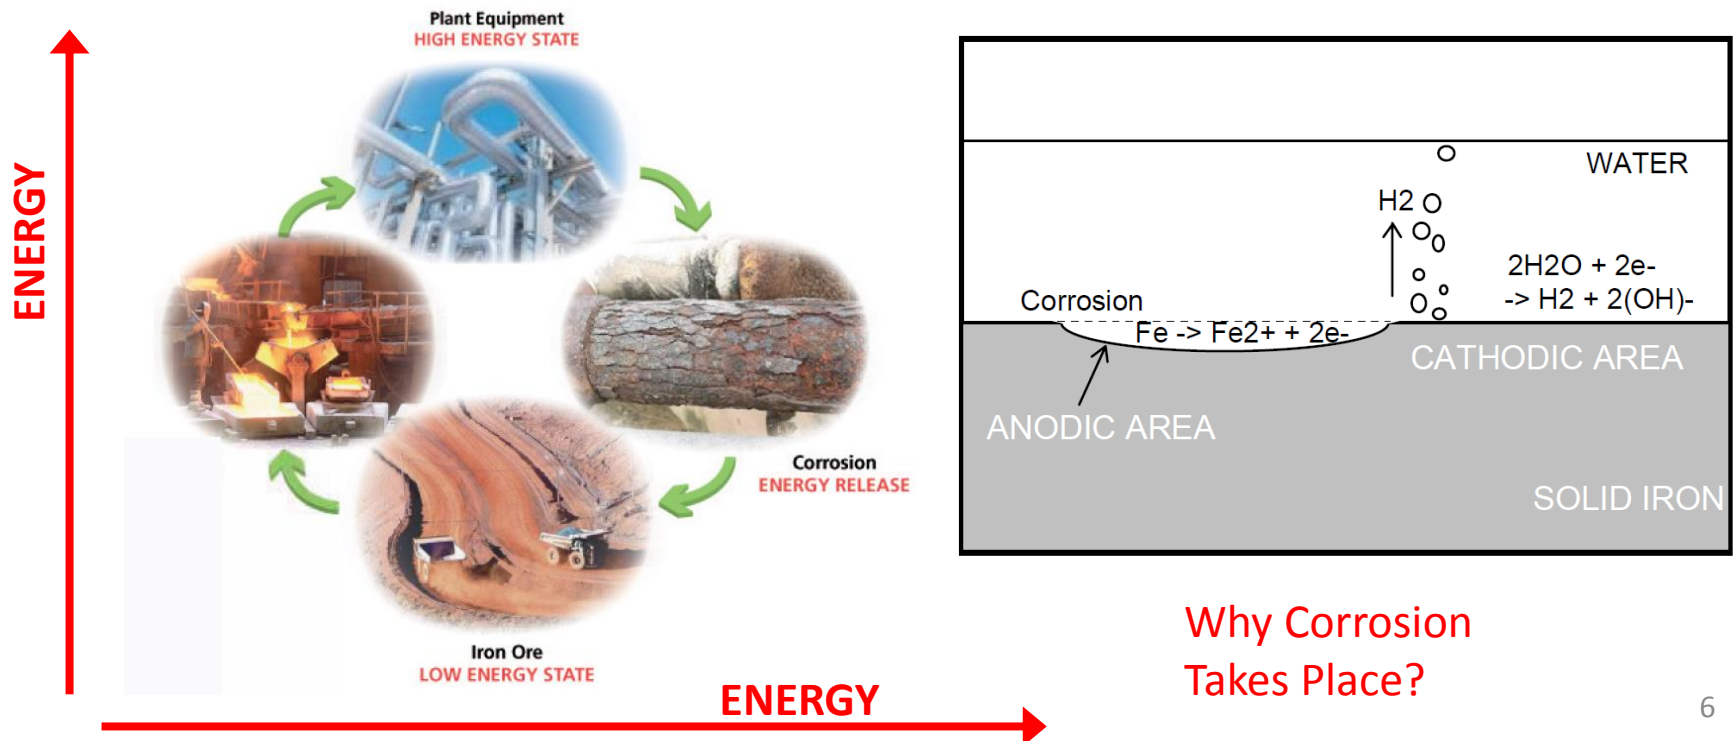 Plant Equipment
HIGH ENERGY STATE
ENERGY
Corrosion
ENERGY RELEASE
Iron Ore
LOW ENERGY STATE
ENERGY
WATER
H2
2H2O + 2e-
-> H2 + 2(OH)-
Corrosion
Fe -> Fe2+ + 2e-
CATHODIC AREA
ANODIC AREA
SOLID IRON
Why Corrosion
Takes Place?
6